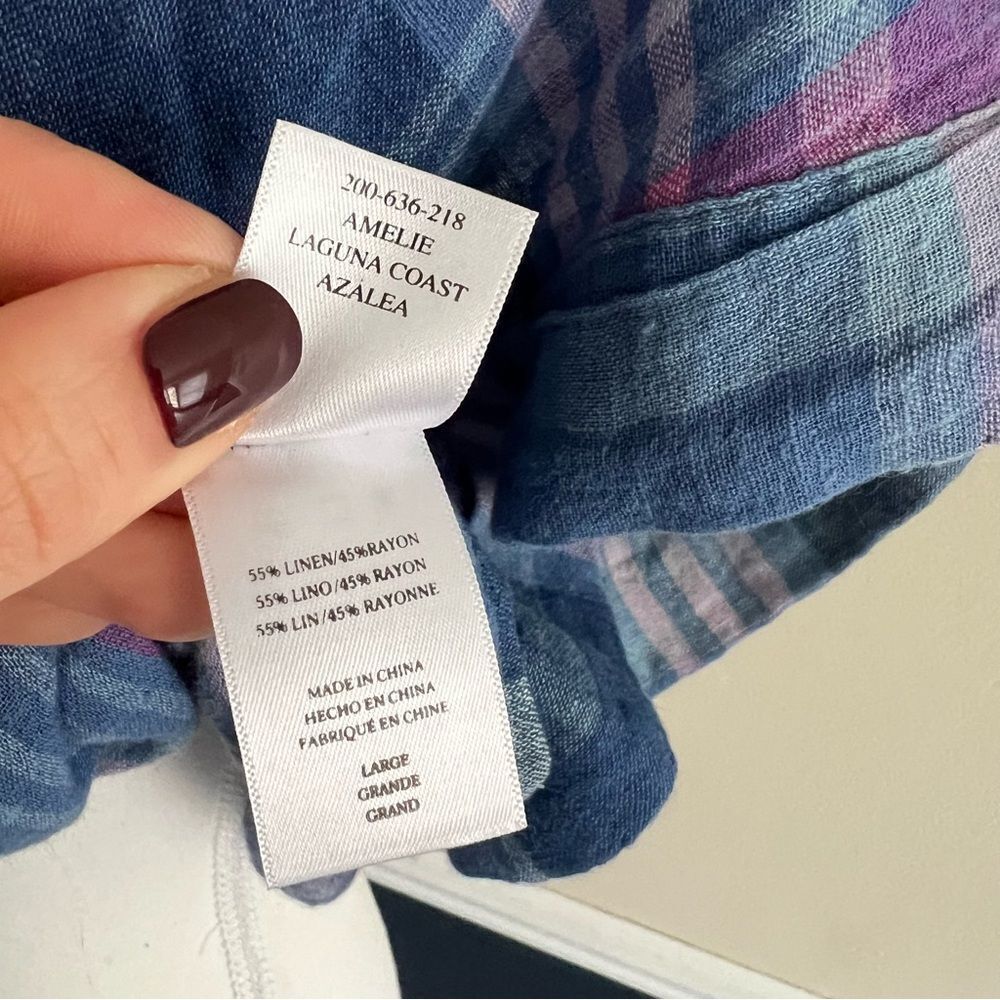 200-636-218
AMELIE
LAGUNA COAST
AZALEA
55% LINEN/45%RAYON
55% LINO/45% RAYON
55% LIN/45% RAYONNE
MADE IN CHINA
HECHO EN CHINA
FABRIQUÉ EN CHINE
LARGE
GRANDE
GRAND